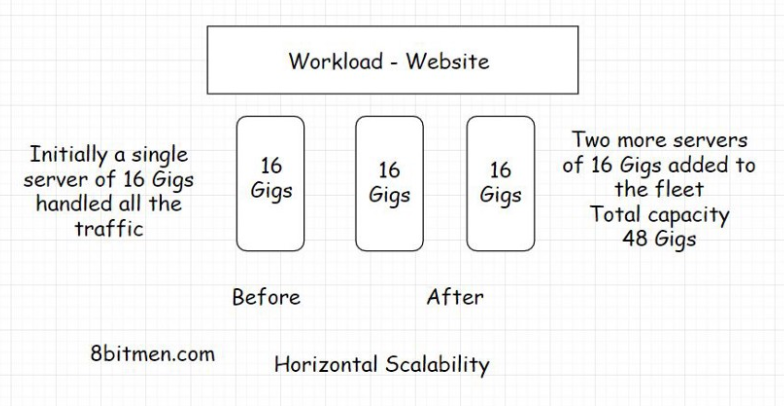 Workload - Website
Initially a single
server of 16 Gigs
handled all the
traffic
16
Gigs
16
Gigs
16
Gigs
Two more servers
of 16 Gigs added to
the fleet
Total capacity
48 Gigs
Before
After
8bitmen.com
Horizontal Scalability